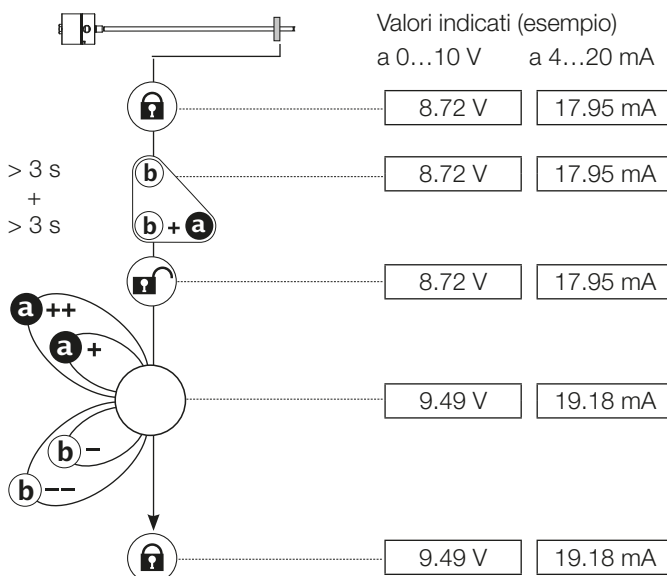 Valori indicati (esempio)
a 0…10 V a 4…20 mA
8.72 V 17.95 mA
> 3 s b 8.72 V 17.95 mA
+
> 3 s b + a
8.72 V 17.95 mA
a ++
a +
9.49 V 19.18 mA
b -
b --
9.49 V 19.18 mA